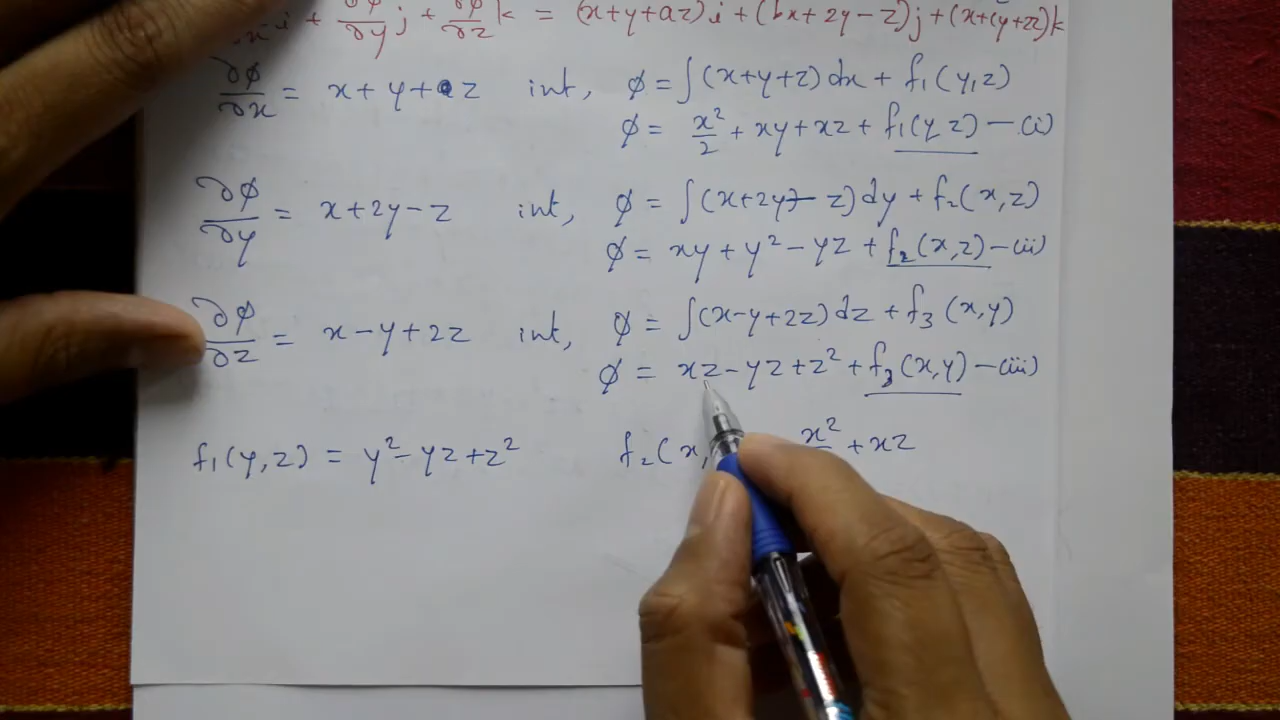 i + ∂φ/∂y j + ∂φ/∂z k = (x+y+az)i + (bx+2y-z)j + (x+cy+2z)k
∂φ/∂x = x+y+az int, φ = ∫(x+y+z)dx + f₁(y,z)
φ = x²/2 + xy + xz + f₁(y,z) — (i)
∂φ/∂y = x+2y-z int, φ = ∫(x+2y-z)dy + f₂(x,z)
φ = xy + y² - yz + f₂(x,z) — (ii)
∂φ/∂z = x-y+2z int, φ = ∫(x-y+2z)dz + f₃(x,y)
φ = xz - yz + z² + f₃(x,y) — (iii)
f₁(y,z) = y² - yz + z² f₂(x, x²/ + xz